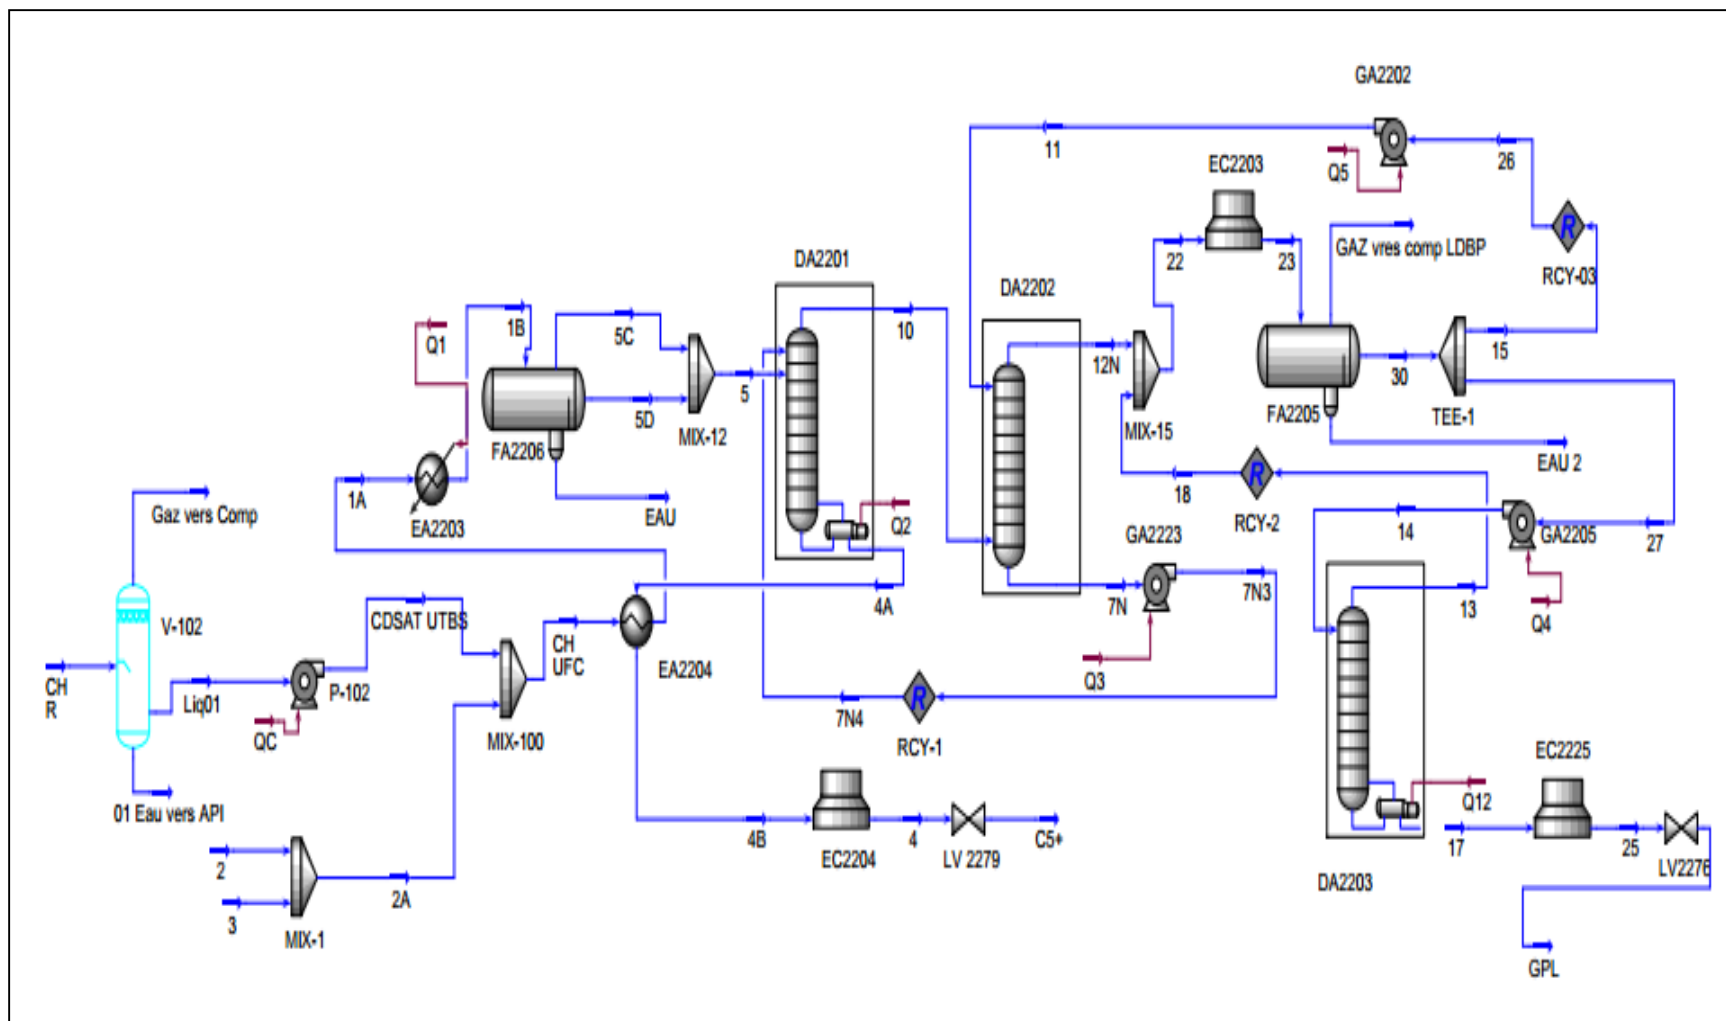 GA2202
11
Q5
26
EC2203
22
23
GAZ vres comp LDBP
R
RCY-03
DA2201
DA2202
10
12N
MIX-15
FA2205
30
TEE-1
15
EAU 2
1B
Q1
5C
5D
5
MIX-12
FA2206
1A
EA2203
EAU
Q2
18
R
RCY-2
14
GA2205
27
Q4
13
GA2223
7N
7N3
Q3
Gaz vers Comp
V-102
CDSAT UTBS
CH
R
Liq01
P-102
QC
01 Eau vers API
CH
UFC
MIX-100
4A
EA2204
7N4
R
RCY-1
2
3
MIX-1
2A
4B
EC2204
4
LV 2279
C5+
DA2203
Q12
17
EC2225
25
LV2276
GPL